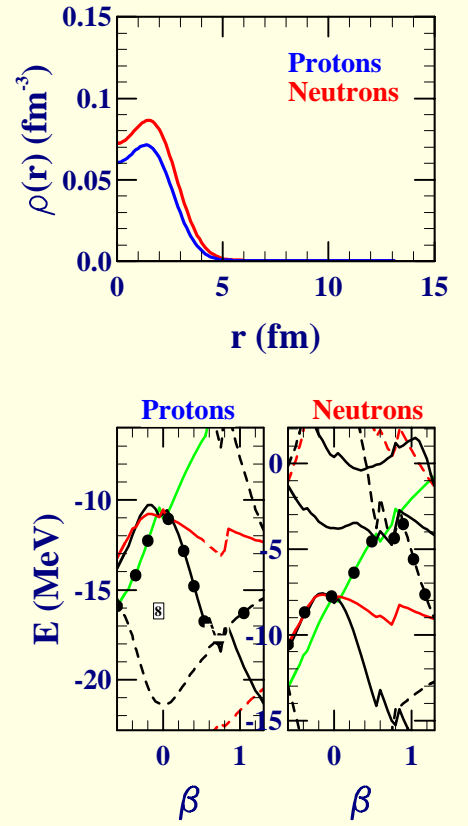 0.15
0.1
0.05
0.0
ρ(r) (fm-3)
Protons
Neutrons
0 5 10 15
r (fm)
Protons Neutrons
-10
-15
-20
E (MeV)
8
0
-5
-10
-15
0 1 0 1
β β